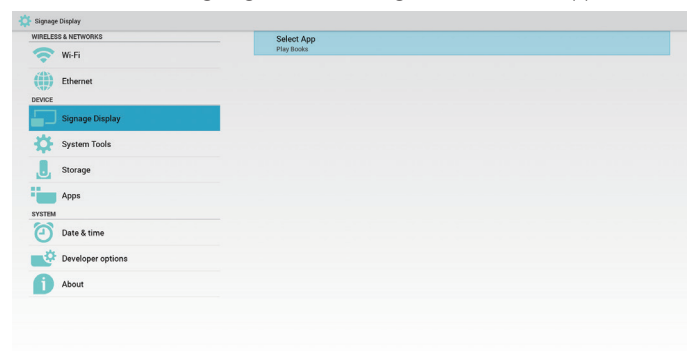 Signage Display
WIRELESS & NETWORKS
Wi-Fi
Ethernet
DEVICE
Signage Display
System Tools
Storage
Apps
SYSTEM
Date & time
Developer options
About
Select App
Play Books